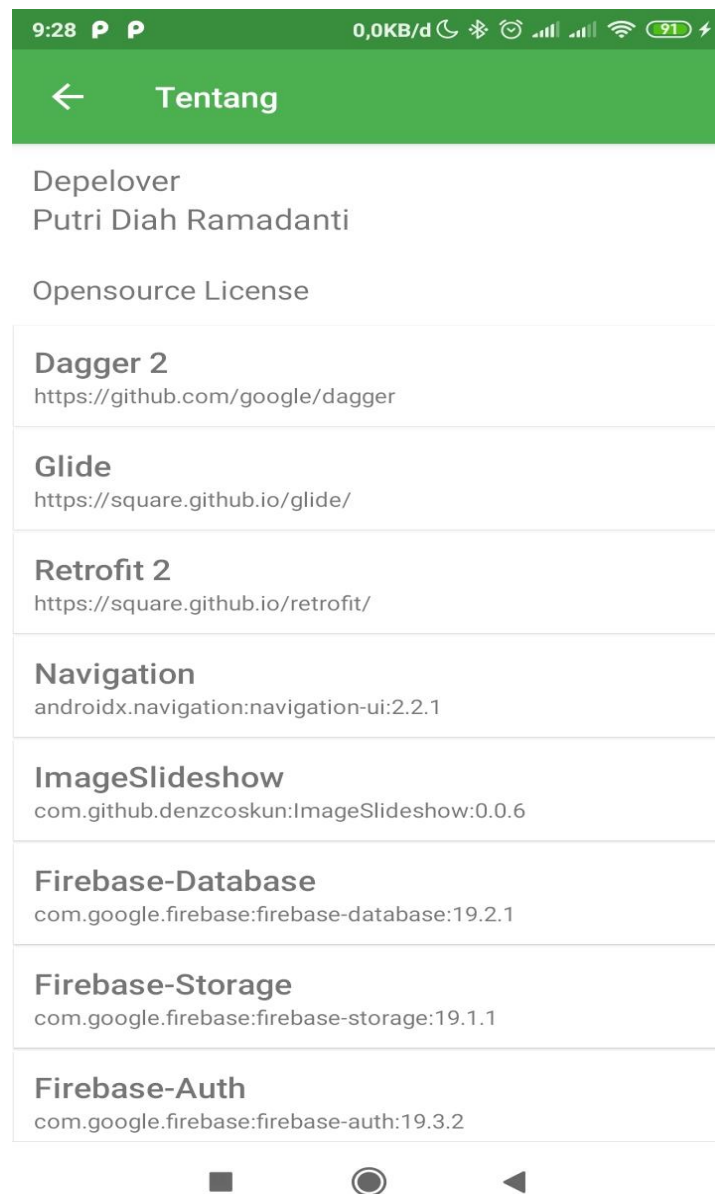 9:28 P P 0,0KB/d 91
Tentang
Depelover
Putri Diah Ramadanti
Opensource License
Dagger 2
https://github.com/google/dagger
Glide
https://square.github.io/glide/
Retrofit 2
https://square.github.io/retrofit/
Navigation
androidx.navigation:navigation-ui:2.2.1
ImageSlideshow
com.github.denzcoskun:ImageSlideshow:0.0.6
Firebase-Database
com.google.firebase:firebase-database:19.2.1
Firebase-Storage
com.google.firebase:firebase-storage:19.1.1
Firebase-Auth
com.google.firebase:firebase-auth:19.3.2